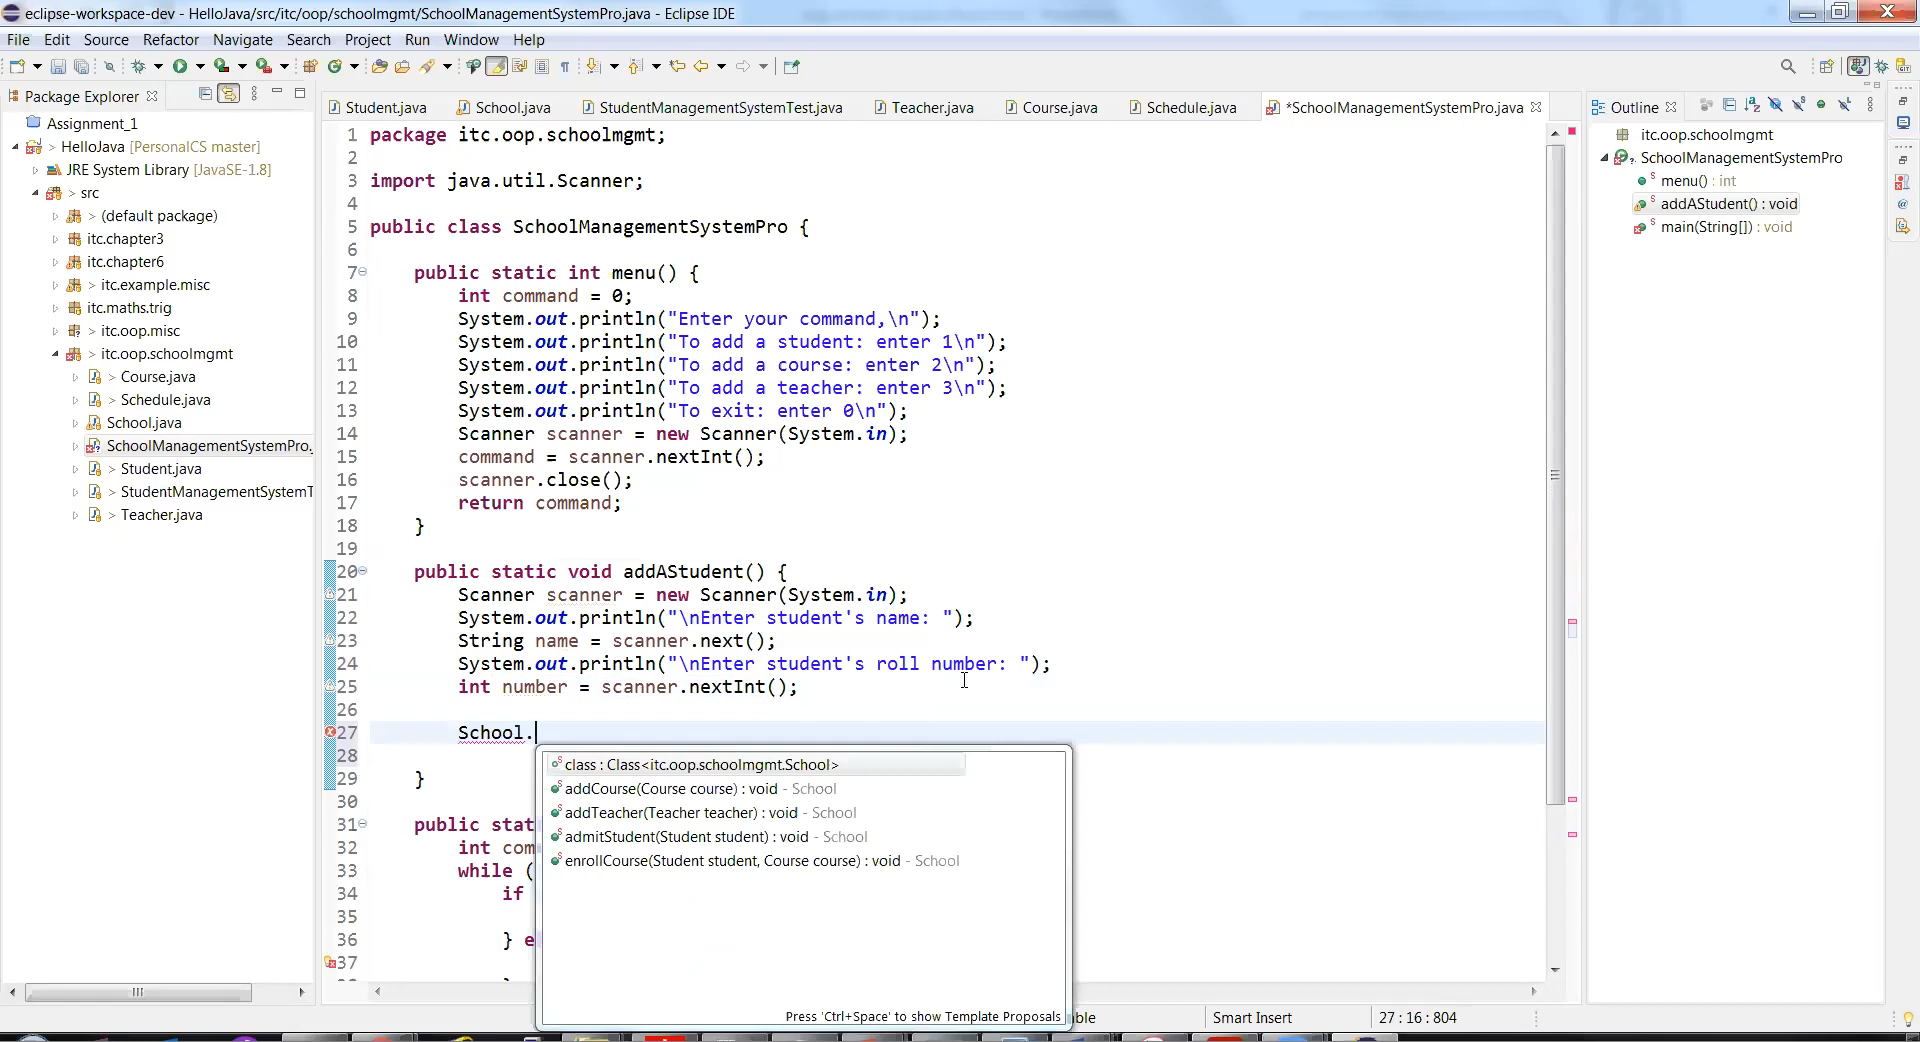 eclipse-workspace-dev - HelloJava/src/itc/oop/schoolmgmt/SchoolManagementSystemPro.java - Eclipse IDE
File Edit Source Refactor Navigate Search Project Run Window Help
Package Explorer
Assignment_1
> HelloJava [PersonalCS master]
JRE System Library [JavaSE-1.8]
> src
> (default package)
itc.chapter3
itc.chapter6
> itc.example.misc
itc.maths.trig
> itc.oop.misc
> itc.oop.schoolmgmt
> Course.java
> Schedule.java
School.java
SchoolManagementSystemPro.
> Student.java
> StudentManagementSystemT
> Teacher.java
Student.java School.java StudentManagementSystemTest.java Teacher.java Course.java Schedule.java *SchoolManagementSystemPro.java
1 package itc.oop.schoolmgmt;
2
3 import java.util.Scanner;
4
5 public class SchoolManagementSystemPro {
6
7 public static int menu() {
8 int command = 0;
9 System.out.println("Enter your command,\n");
10 System.out.println("To add a student: enter 1\n");
11 System.out.println("To add a course: enter 2\n");
12 System.out.println("To add a teacher: enter 3\n");
13 System.out.println("To exit: enter 0\n");
14 Scanner scanner = new Scanner(System.in);
15 command = scanner.nextInt();
16 scanner.close();
17 return command;
18 }
19
20 public static void addAStudent() {
21 Scanner scanner = new Scanner(System.in);
22 System.out.println("\nEnter student's name: ");
23 String name = scanner.next();
24 System.out.println("\nEnter student's roll number: ");
25 int number = scanner.nextInt();
26
27 School.
28
29 }
30
31 public stat
32 int com
33 while (
34 if
35
36 } e
37
class : Class<itc.oop.schoolmgmt.School>
addCourse(Course course) : void - School
addTeacher(Teacher teacher) : void - School
admitStudent(Student student) : void - School
enrollCourse(Student student, Course course) : void - School
Press 'Ctrl+Space' to show Template Proposals
Outline
itc.oop.schoolmgmt
SchoolManagementSystemPro
menu() : int
addAStudent() : void
main(String[]) : void
ble Smart Insert 27 : 16 : 804